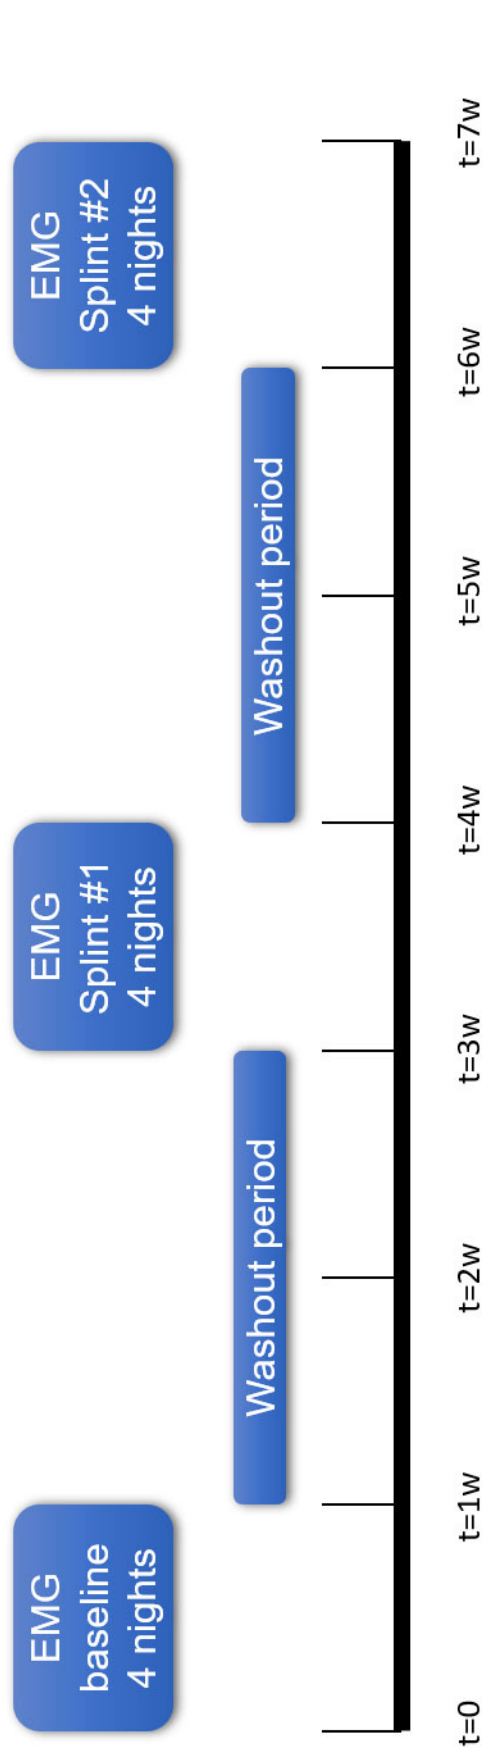 EMG
baseline
4 nights
EMG
Splint #1
4 nights
EMG
Splint #2
4 nights
Washout period
Washout period
t=0
t=1w
t=2w
t=3w
t=4w
t=5w
t=6w
t=7w